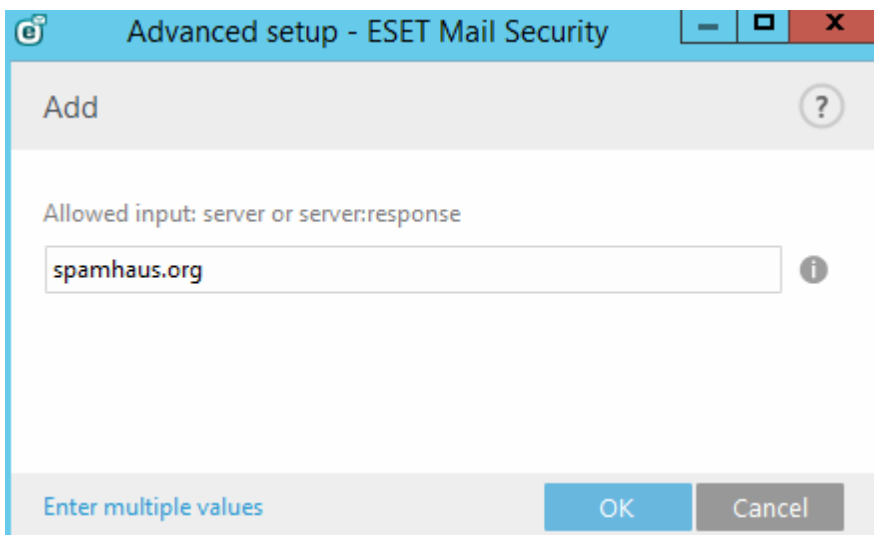 Advanced setup - ESET Mail Security
Add
?
Allowed input: server or server:response
spamhaus.org
Enter multiple values
OK
Cancel